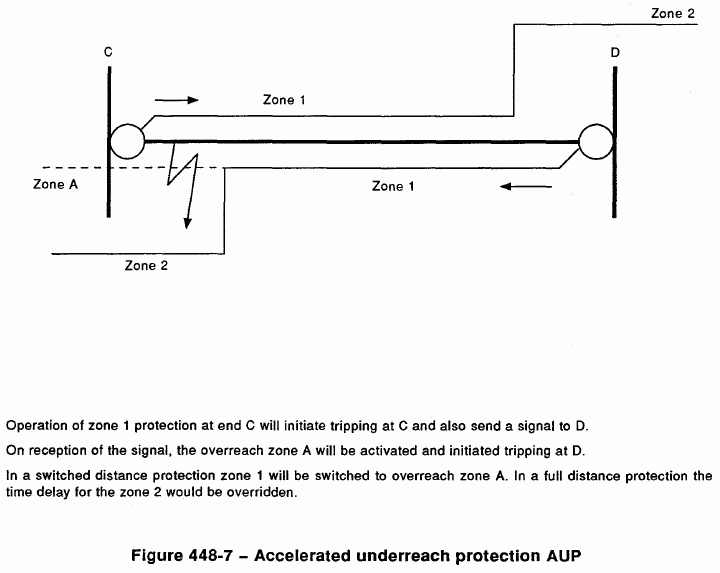 Zone 2
C
D
Zone 1
Zone A
Zone 1
Zone 2
Operation of zone 1 protection at end C will initiate tripping at C and also send a signal to D.
On reception of the signal, the overreach zone A will be activated and initiated tripping at D.
In a switched distance protection zone 1 will be switched to overreach zone A. In a full distance protection the
time delay for the zone 2 would be overridden.
Figure 448-7 – Accelerated underreach protection AUP